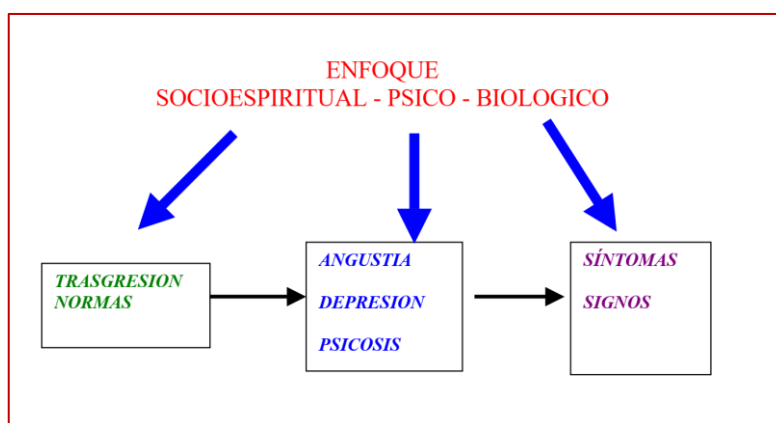 ENFOQUE
SOCIOESPIRITUAL - PSICO - BIOLOGICO
TRASGRESION
NORMAS
ANGUSTIA
DEPRESION
PSICOSIS
SÍNTOMAS
SIGNOS